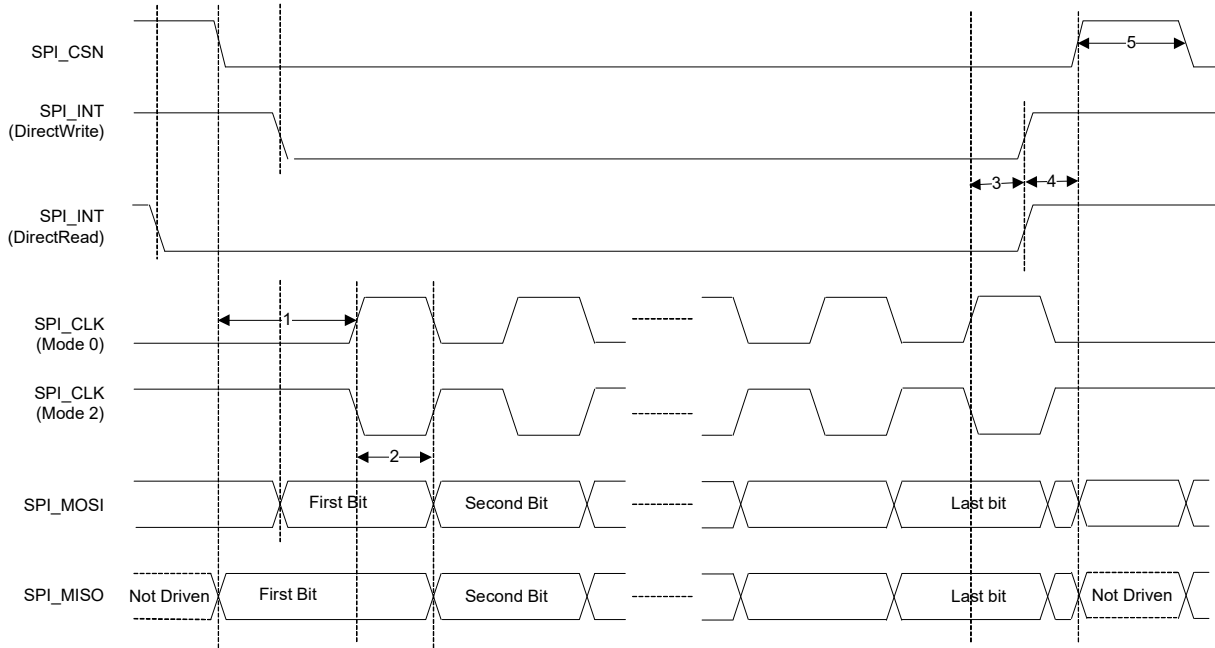 SPI_CSN
5
SPI_INT
(DirectWrite)
3
4
SPI_INT
(DirectRead)
1
SPI_CLK
(Mode 0)
SPI_CLK
(Mode 2)
2
SPI_MOSI
First Bit
Second Bit
Last bit
SPI_MISO
Not Driven
First Bit
Second Bit
Last bit
Not Driven